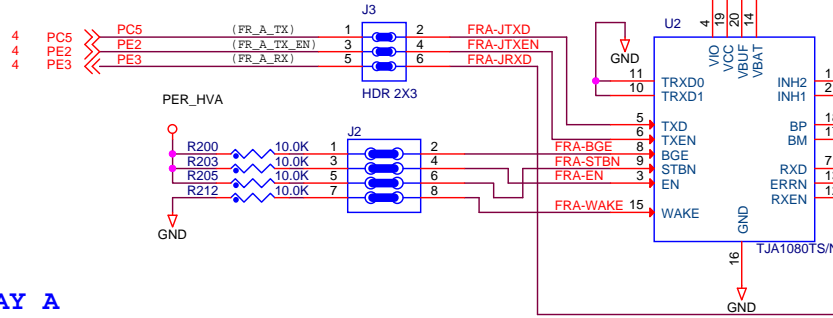 J3
4 PC5 PC5 (FR_A_TX) 1 2 FRA-JTXD
4 PE2 PE2 (FR_A_TX_EN) 3 4 FRA-JTXEN
4 PE3 PE3 (FR_A_RX) 5 6 FRA-JRXD
HDR 2X3
PER_HVA
J2
R200 10.0K 1 2 FRA-BGE
R203 10.0K 3 4 FRA-STBN
R205 10.0K 5 6 FRA-EN
R212 10.0K 7 8 FRA-WAKE
GND
GND
U2
4 19 20 14
VIO VCC VBUF VBAT
11 TRXD0 INH2
10 TRXD1 INH1 2
5 TXD BP
6 TXEN BM
8 BGE
9 STBN RXD 7
3 EN ERRN
RXEN
15 WAKE
GND
16
TJA1080TS/N
GND
AY A